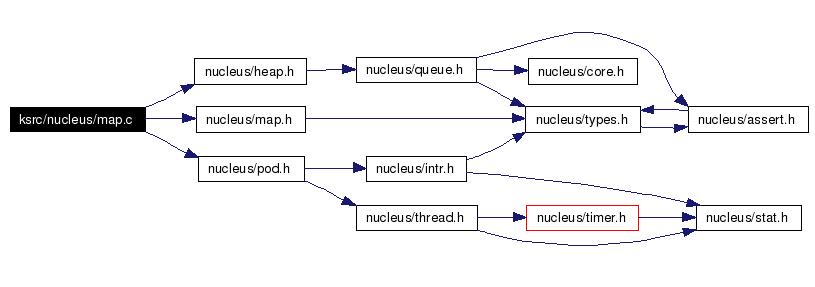 ksrc/nucleus/map.c
nucleus/heap.h
nucleus/map.h
nucleus/pod.h
nucleus/queue.h
nucleus/intr.h
nucleus/thread.h
nucleus/core.h
nucleus/types.h
nucleus/timer.h
nucleus/assert.h
nucleus/stat.h